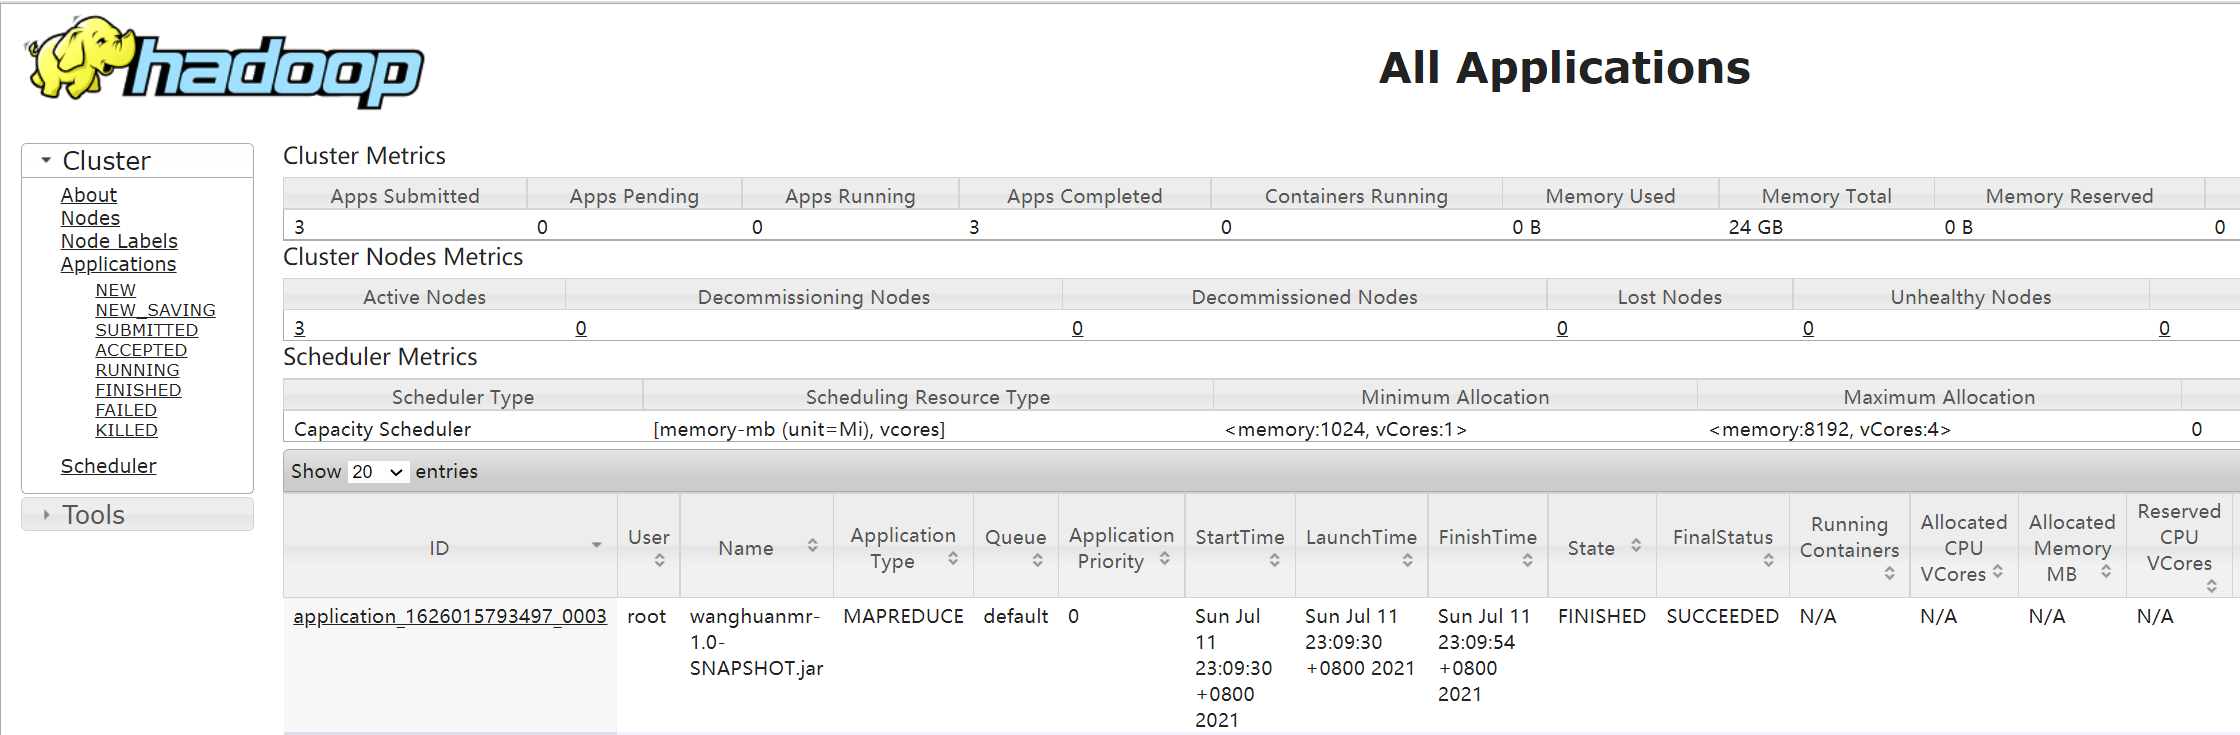 hadoop
All Applications
Cluster
About
Nodes
Node Labels
Applications
NEW
NEW_SAVING
SUBMITTED
ACCEPTED
RUNNING
FINISHED
FAILED
KILLED
Scheduler
Tools
Cluster Metrics
Apps Submitted Apps Pending Apps Running Apps Completed Containers Running Memory Used Memory Total Memory Reserved
3 0 0 3 0 0 B 24 GB 0 B 0
Cluster Nodes Metrics
Active Nodes Decommissioning Nodes Decommissioned Nodes Lost Nodes Unhealthy Nodes
3 0 0 0 0 0
Scheduler Metrics
Scheduler Type Scheduling Resource Type Minimum Allocation Maximum Allocation
Capacity Scheduler [memory-mb (unit=Mi), vcores] <memory:1024, vCores:1> <memory:8192, vCores:4> 0
Show 20 entries
ID
User
Name
Application
Type
Queue
Application
Priority
StartTime
LaunchTime
FinishTime
State
FinalStatus
Running
Containers
Allocated
CPU
VCores
Allocated
Memory
MB
Reserved
CPU
VCores
application_1626015793497_0003
root
wanghuanmr-
1.0-
SNAPSHOT.jar
MAPREDUCE
default
0
Sun Jul
11
23:09:30
+0800
2021
Sun Jul 11
23:09:30
+0800 2021
Sun Jul 11
23:09:54
+0800
2021
FINISHED
SUCCEEDED
N/A
N/A
N/A
N/A